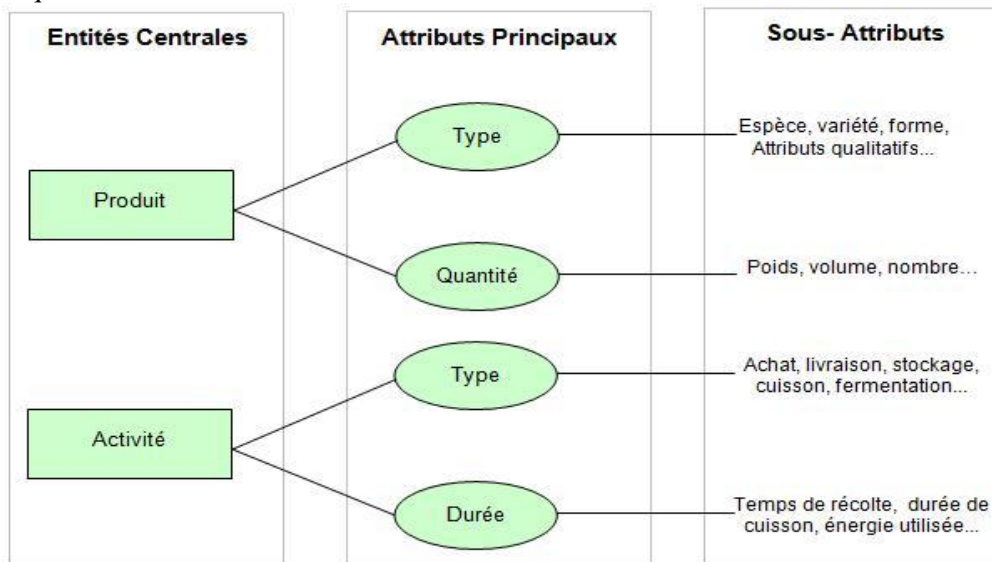 Entités Centrales
Attributs Principaux
Sous- Attributs
Type
Espèce, variété, forme,
Attributs qualitatifs...
Produit
Quantité
Poids, volume, nombre…
Type
Achat, livraison, stockage,
cuisson, fermentation...
Activité
Durée
Temps de récolte, durée de
cuisson, énergie utilisée...